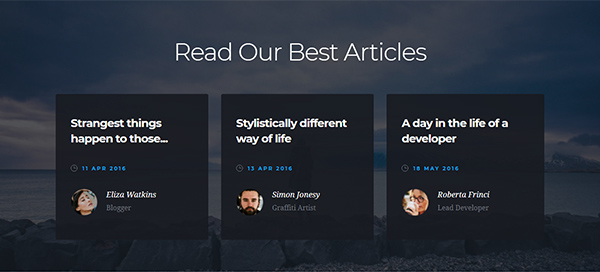 Read Our Best Articles
Strangest things
happen to those...
11 APR 2016
Eliza Watkins
Blogger
Stylistically different
way of life
13 APR 2016
Simon Jonesy
Graffiti Artist
A day in the life of a
developer
18 MAY 2016
Roberta Frinci
Lead Developer